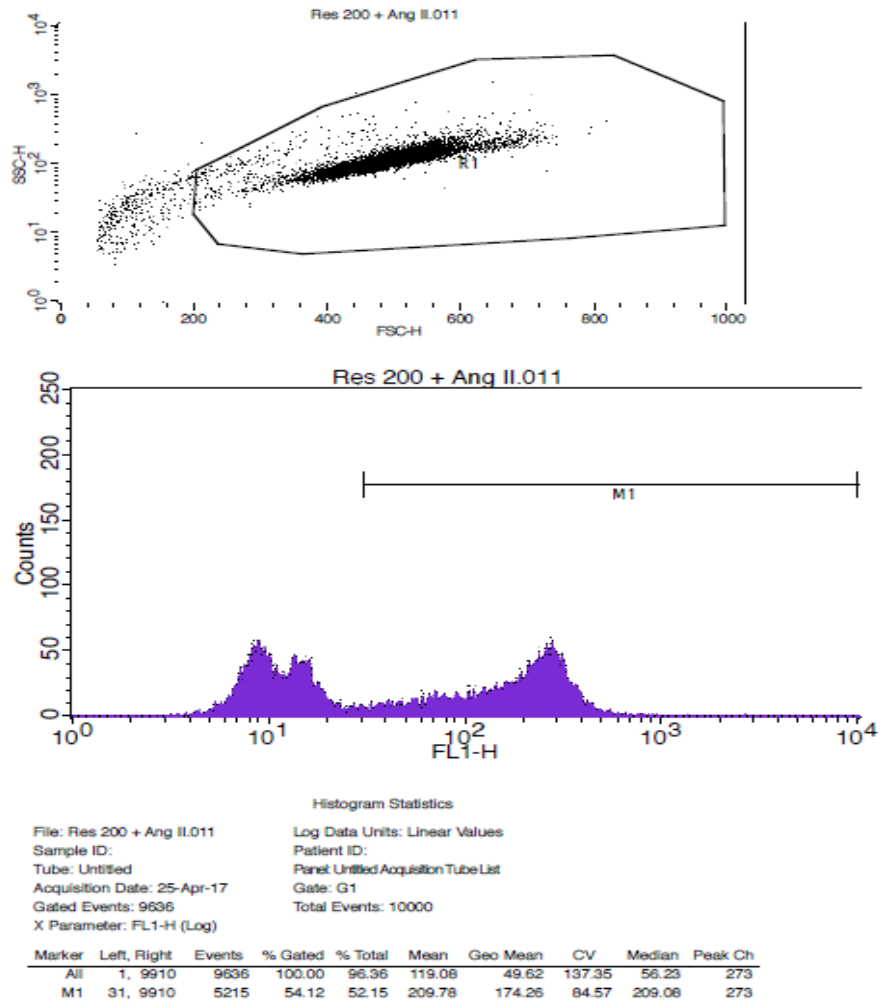 Res 200 + Ang II.011
10^4
10^3
10^2
10^1
10^0
SSC-H
R1
0 200 400 600 800 1000
FSC-H
Res 200 + Ang II.011
250
200
150
100
50
0
Counts
M1
10^0 10^1 10^2 10^3 10^4
FL1-H
Histogram Statistics
File: Res 200 + Ang II.011 Log Data Units: Linear Values
Sample ID: Patient ID:
Tube: Untitled Panel: Untitled Acquisition Tube List
Acquisition Date: 25-Apr-17 Gate: G1
Gated Events: 9636 Total Events: 10000
X Parameter: FL1-H (Log)
Marker Left, Right Events % Gated % Total Mean Geo Mean CV Median Peak Ch
All 1, 9910 9636 100.00 96.36 119.08 49.62 137.35 56.23 273
M1 31, 9910 5215 54.12 52.15 209.78 174.26 84.57 209.08 273